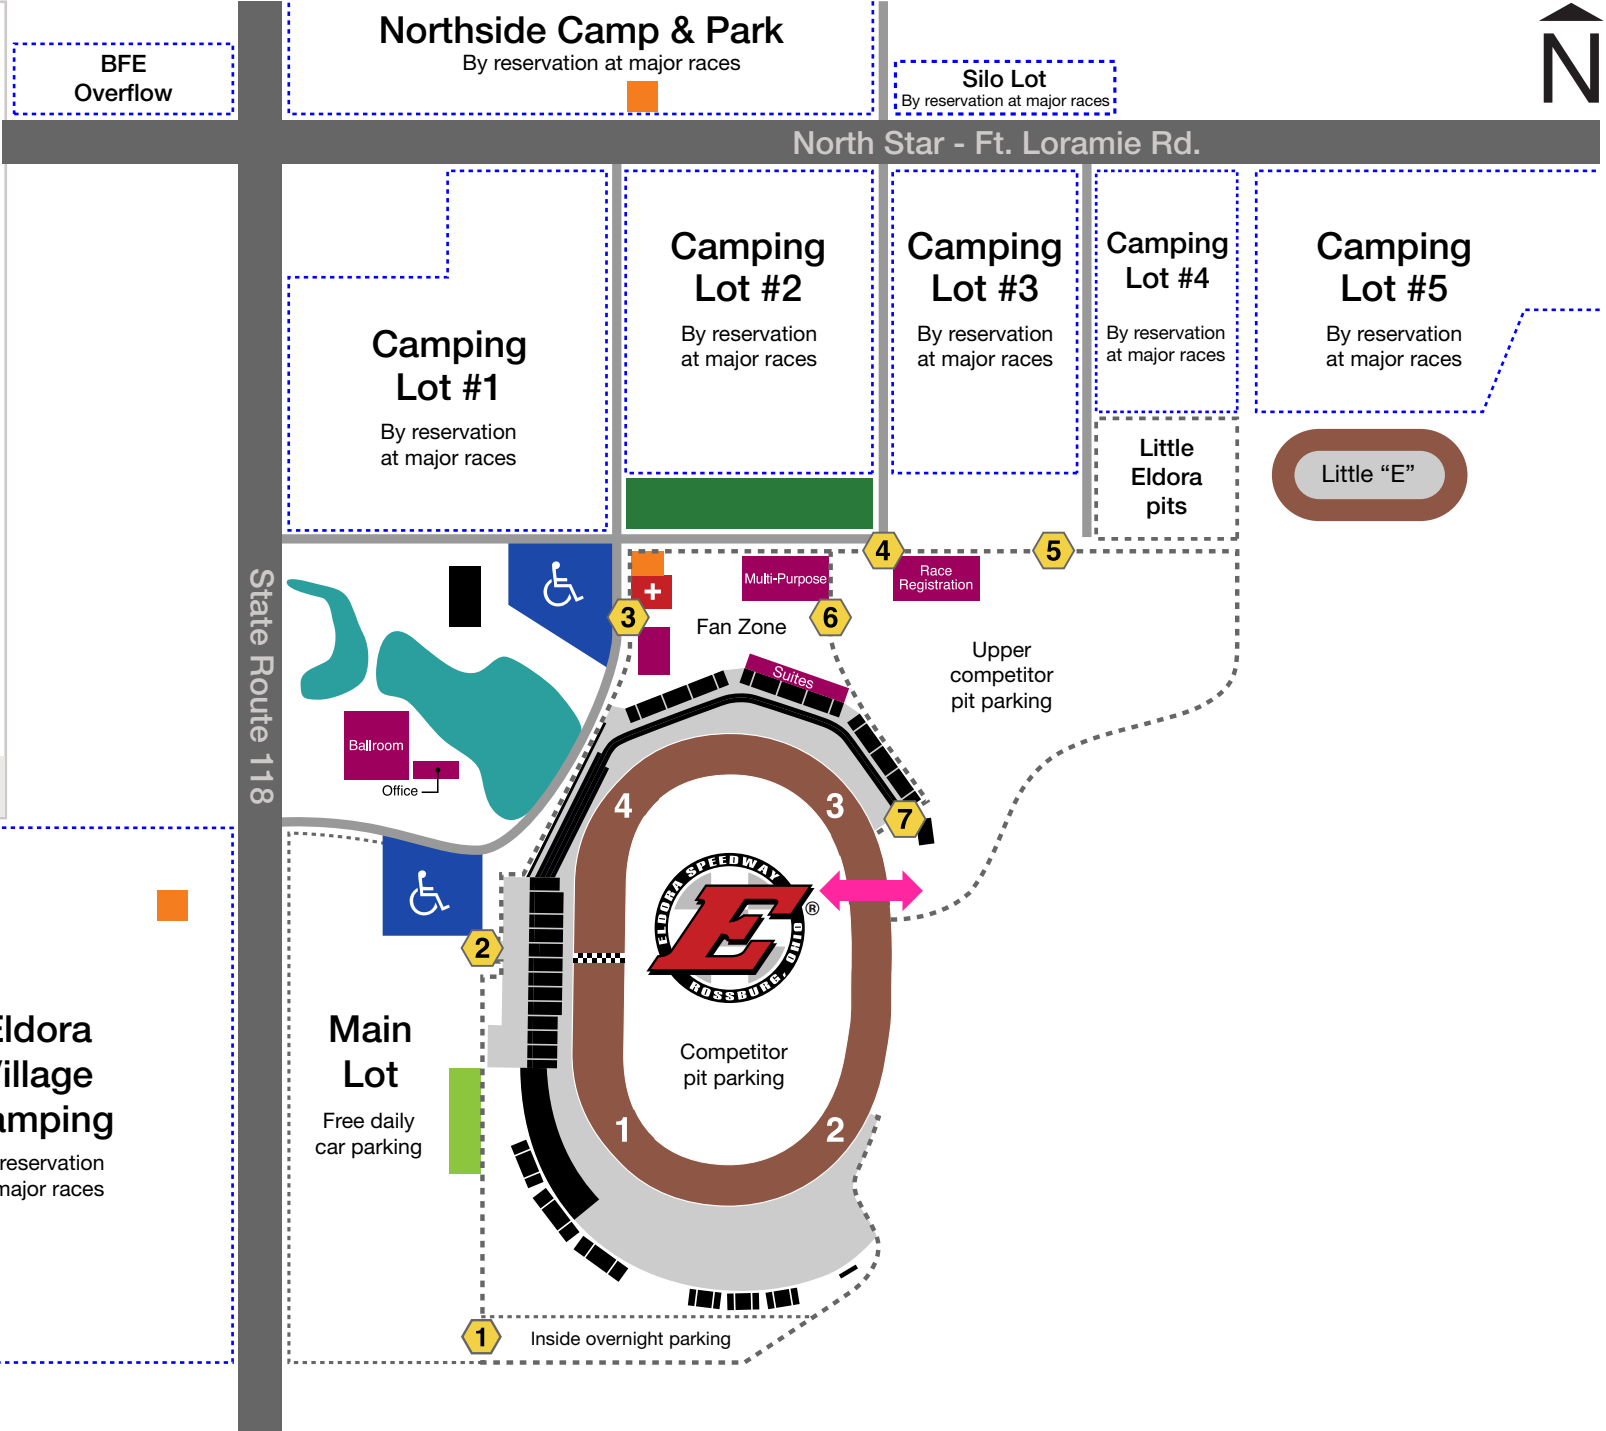 Northside Camp & Park
By reservation at major races
BFE
Overflow
Silo Lot
By reservation at major races
N
North Star - Ft. Loramie Rd.
Camping
Lot #1
By reservation
at major races
Camping
Lot #2
By reservation
at major races
Camping
Lot #3
By reservation
at major races
Camping
Lot #4
By reservation
at major races
Camping
Lot #5
By reservation
at major races
Little
Eldora
pits
Little “E”
State Route 118
4
5
3
6
Multi-Purpose
Race
Registration
Fan Zone
Upper
competitor
pit parking
Suites
Ballroom
Office
4
3
7
ELDORA SPEEDWAY
E
®
ROSSBURG, OHIO
2
Main
Lot
Free daily
car parking
Competitor
pit parking
1
2
Eldora
Village
amping
reservation
major races
1
Inside overnight parking